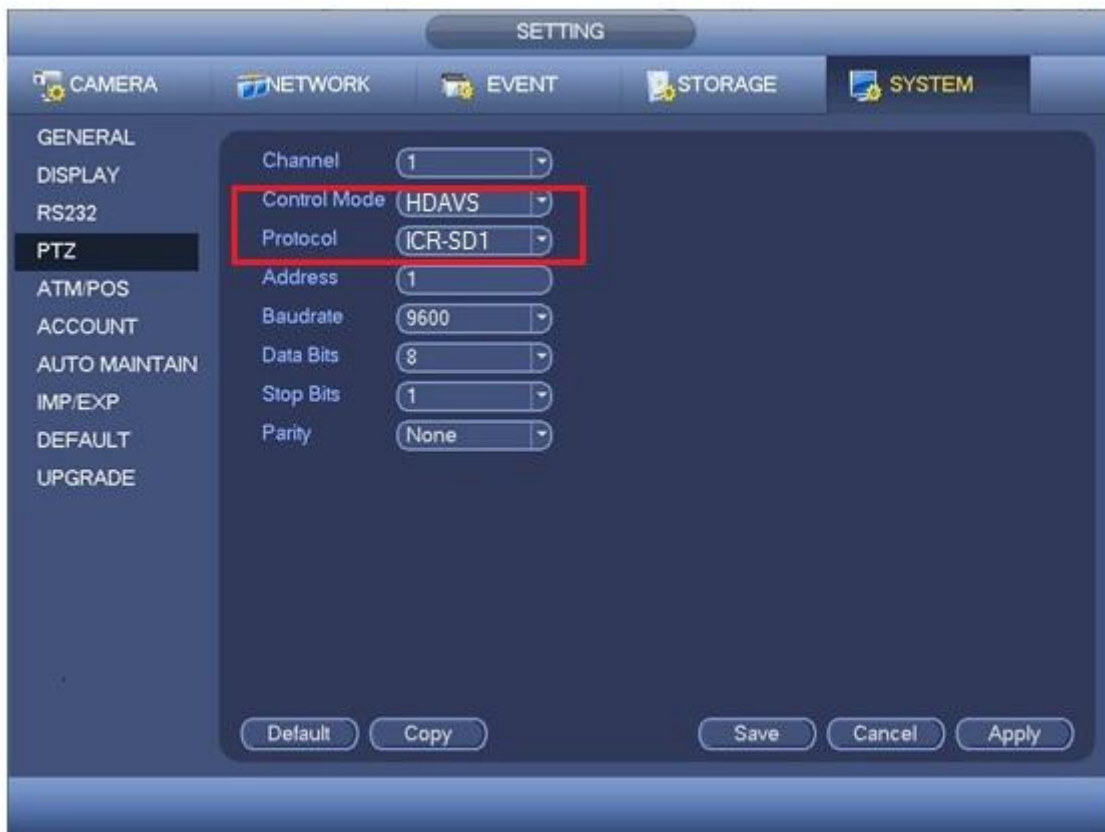 SETTING
CAMERA NETWORK EVENT STORAGE SYSTEM
GENERAL
DISPLAY
RS232
PTZ
ATM/POS
ACCOUNT
AUTO MAINTAIN
IMP/EXP
DEFAULT
UPGRADE
Channel 1
Control Mode HDAVS
Protocol ICR-SD1
Address 1
Baudrate 9600
Data Bits 8
Stop Bits 1
Parity None
Default Copy Save Cancel Apply